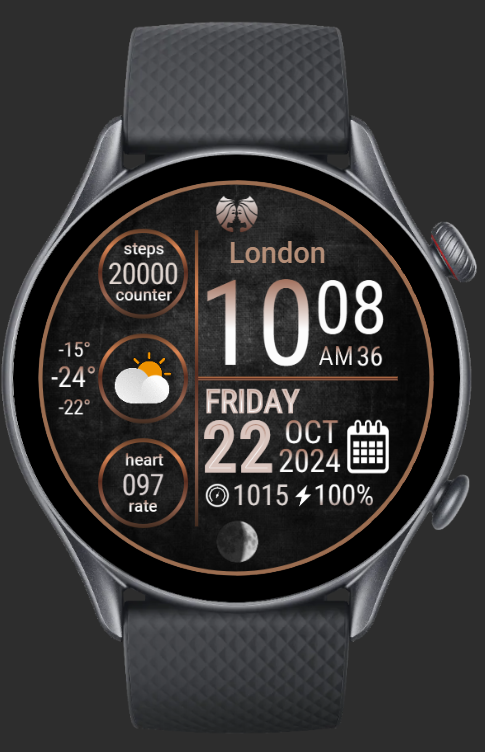 London
steps
20000
counter
10 08
AM 36
-15°
-24°
-22°
FRIDAY
22 OCT
2024
heart
097
rate
1015 100%